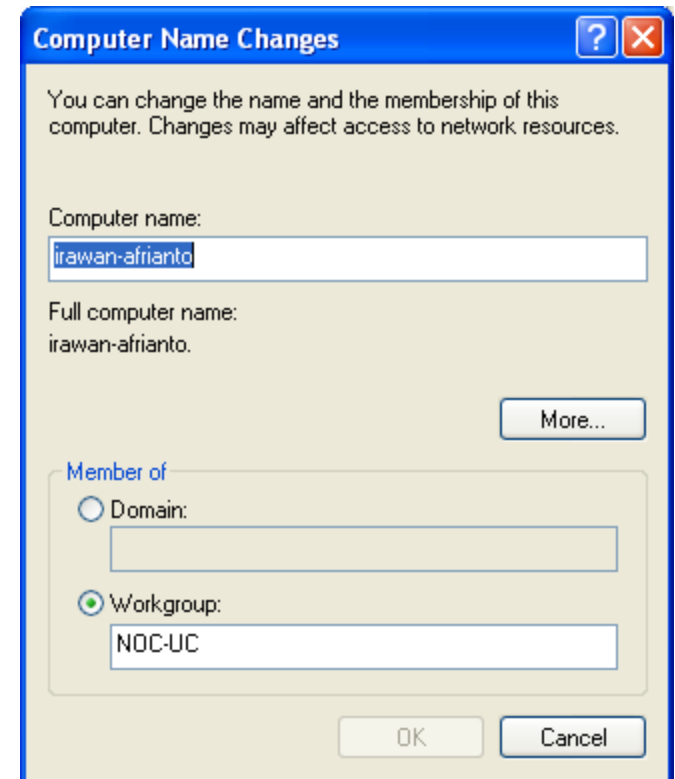 Computer Name Changes
You can change the name and the membership of this
computer. Changes may affect access to network resources.
Computer name:
irawan-afrianto
Full computer name:
irawan-afrianto.
More...
Member of
Domain:
Workgroup:
NOC-UC
OK
Cancel